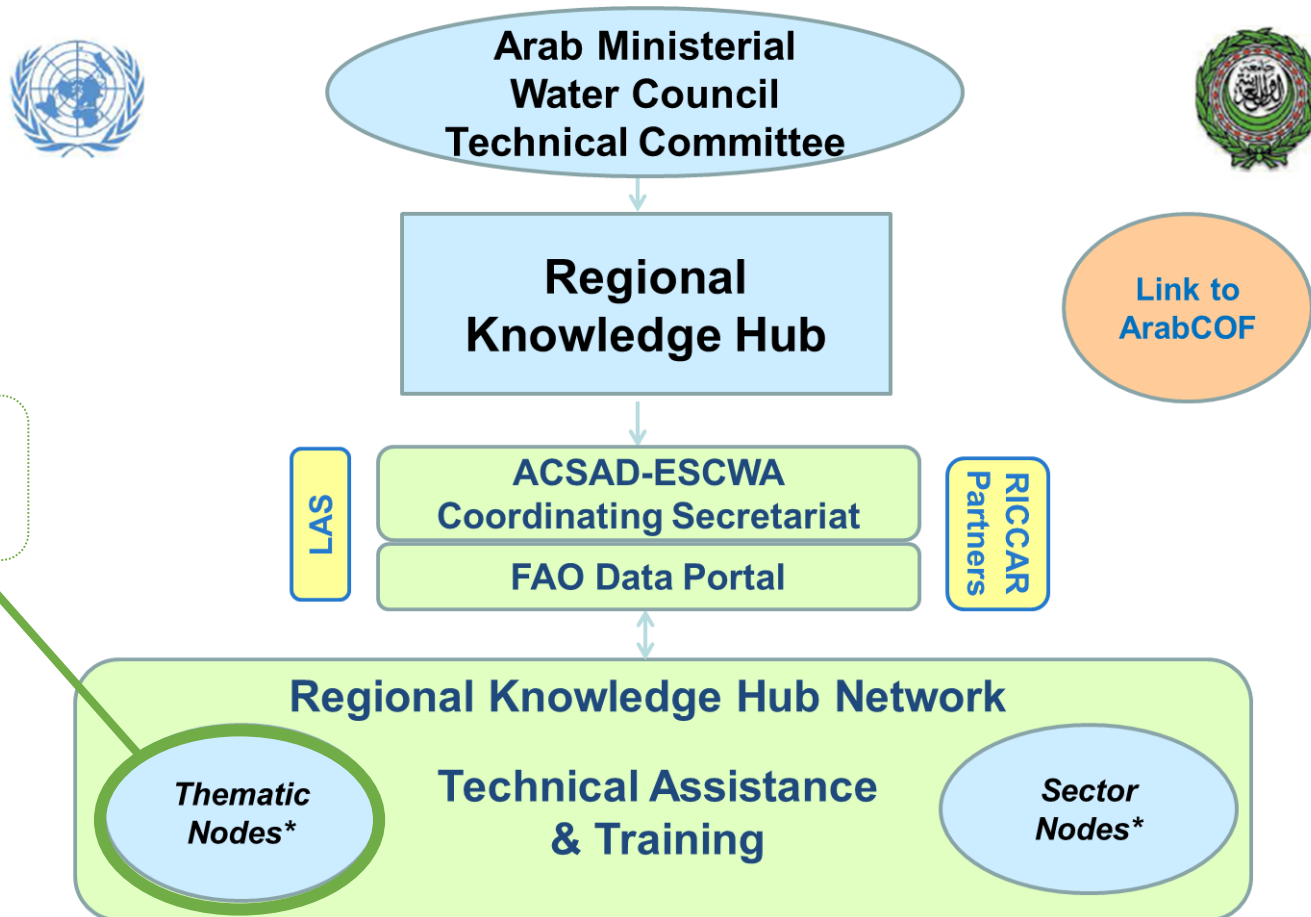 Arab Ministerial
Water Council
Technical Committee
Regional
Knowledge Hub
Link to
ArabCOF
LAS
ACSAD-ESCWA
Coordinating Secretariat
FAO Data Portal
RICCAR
Partners
Regional Knowledge Hub Network
Thematic
Nodes*
Technical Assistance
& Training
Sector
Nodes*